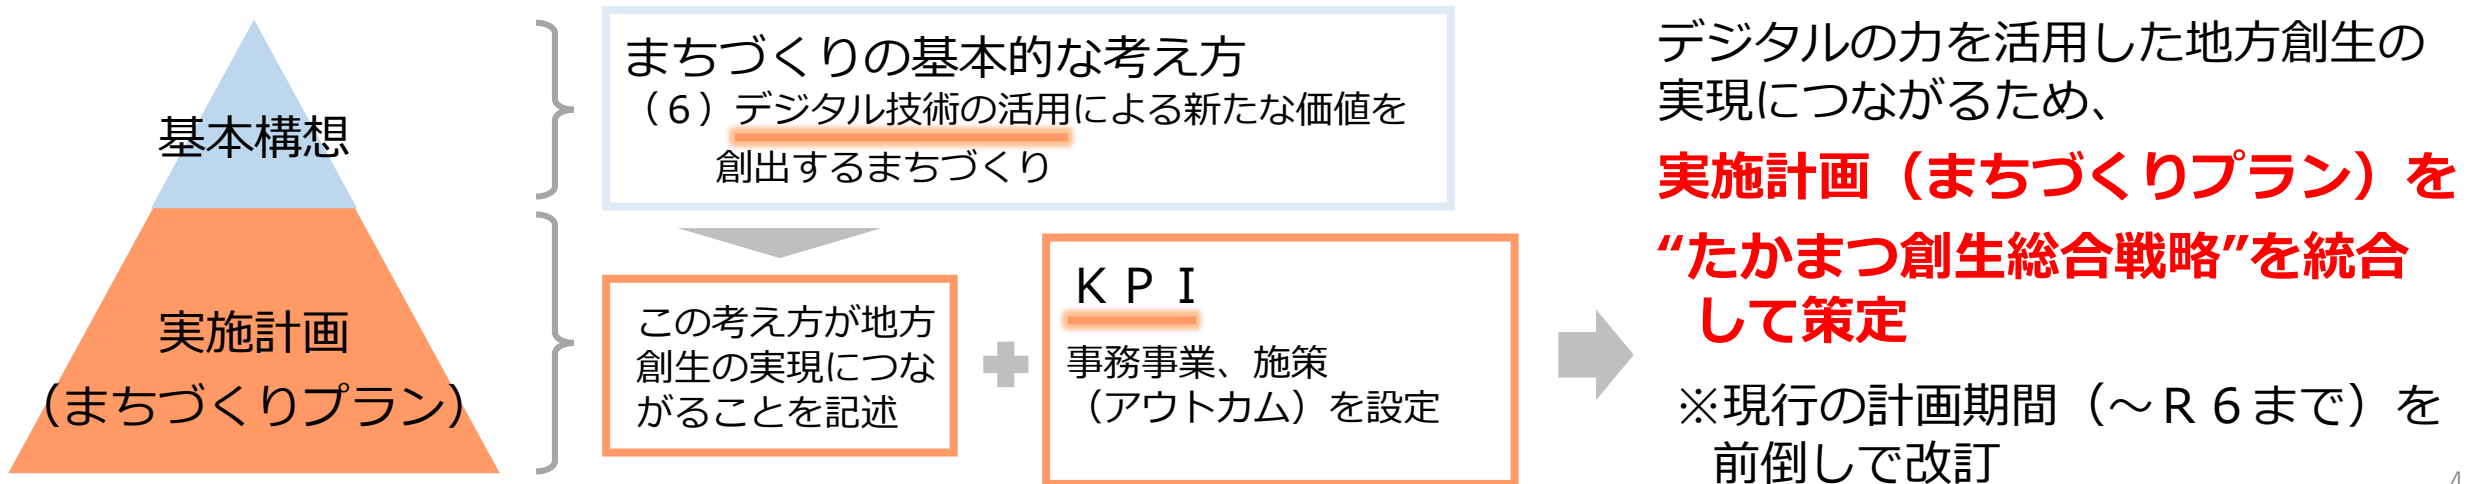 基本構想
実施計画
（まちづくりプラン）
まちづくりの基本的な考え方
（６）デジタル技術の活用による新たな価値を
創出するまちづくり
この考え方が地方
創生の実現につな
がることを記述
ＫＰＩ
事務事業、施策
（アウトカム）を設定
デジタルの力を活用した地方創生の
実現につながるため、
実施計画（まちづくりプラン）を
“たかまつ創生総合戦略”を統合
して策定
※現行の計画期間（～Ｒ６まで）を
前倒しで改訂
4